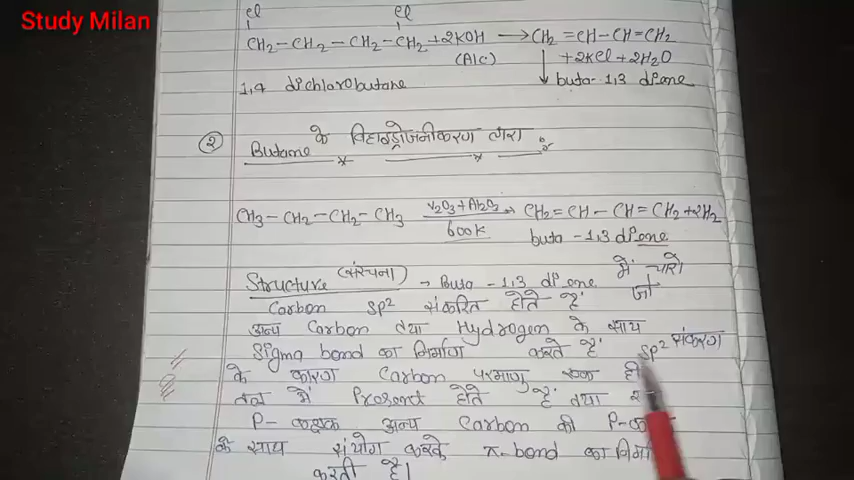 Study Milan
Cl Cl
CH2-CH2-CH2-CH2 +2KOH ⟶ CH2=CH-CH=CH2
(Alc.) +2KCl+2H2O
1,4 dichlorobutane buta-1,3 diene
② Butane के विहाइड्रोजनीकरण द्वारा
CH3-CH2-CH2-CH3 600K CH2=CH-CH=CH2+2H2
buta-1,3 diene
Structure (संरचना) → Buta-1,3 diene में चारो
Carbon sp² संकरित होते हैं जो
अन्य Carbon तथा Hydrogen के साथ
Sigma bond का निर्माण करते हैं sp² संकरण
के कारण Carbon परमाणु एक ही
तल में Present होते हैं तथा
P-कक्षक अन्य Carbon की
के साथ संयोग करके π-bond का
करती है।